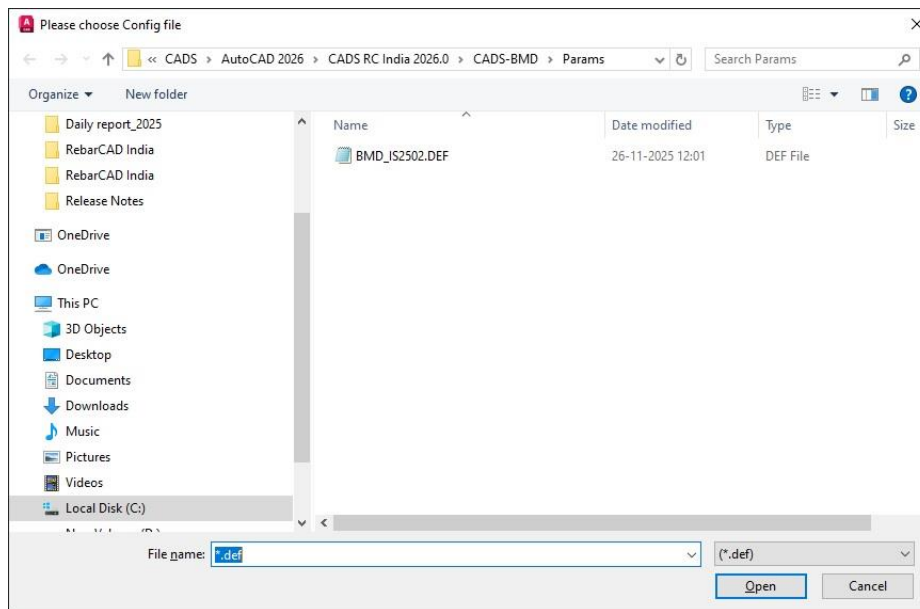 Please choose Config file
« CADS › AutoCAD 2026 › CADS RC India 2026.0 › CADS-BMD › Params
Search Params
Organize
New folder
Daily report_2025
RebarCAD India
RebarCAD India
Release Notes
OneDrive
OneDrive
This PC
3D Objects
Desktop
Documents
Downloads
Music
Pictures
Videos
Local Disk (C:)
Name Date modified Type Size
BMD_IS2502.DEF 26-11-2025 12:01 DEF File
File name: *.def (*.def)
Open Cancel